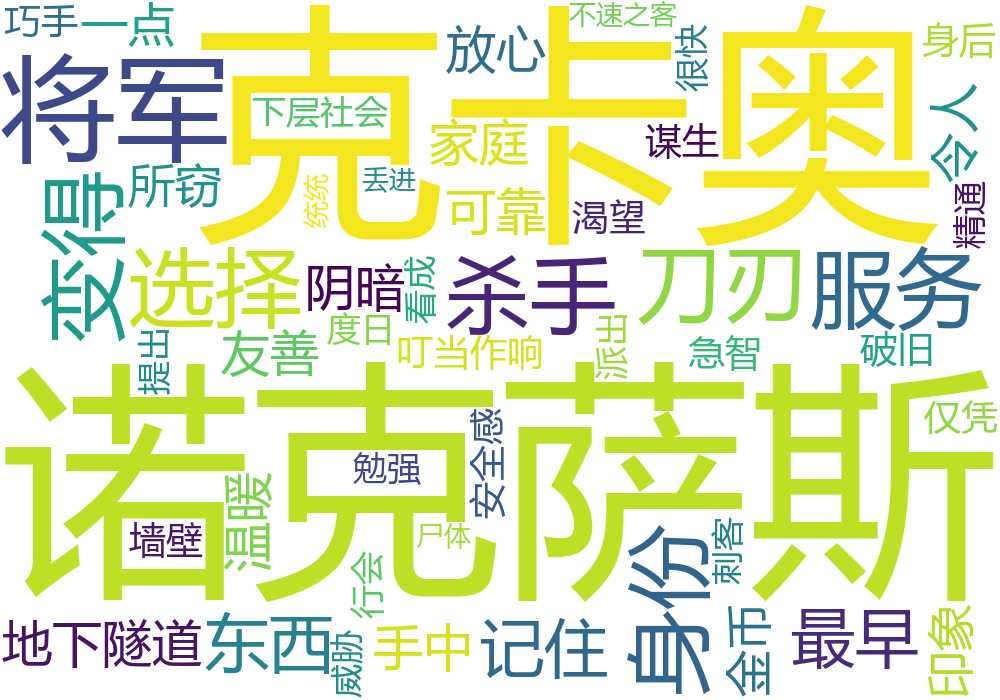 巧手
一点
克卡奥
放心
不速之客
很快
身后
将军
下层社会
家庭
谋生
令人
变得
所窃
统统
丢进
可靠
渴望
精通
选择
阴暗
看成
杀手
刀刃
服务
提出
友善
度日
叮当作响
派出
急智
破旧
诺克萨斯
仅凭
勉强
安全感
温暖
墙壁
尸体
身份
刺客
行会
地下隧道
东西
威胁
手中
记住
金币
最早
印象